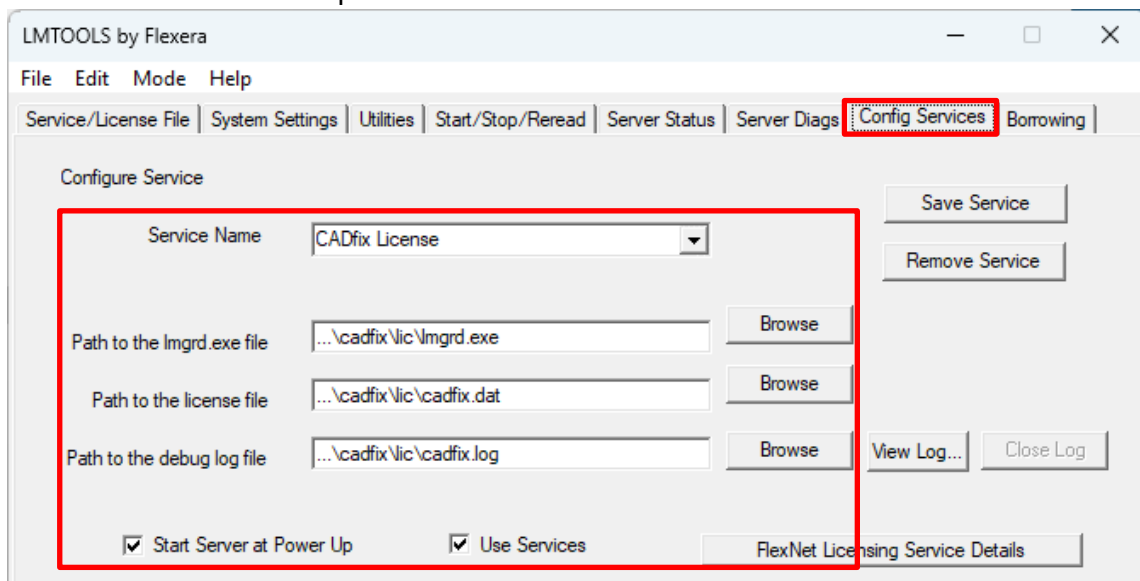 LMTOOLS by Flexera
File Edit Mode Help
Service/License File System Settings Utilities Start/Stop/Reread Server Status Server Diags Config Services Borrowing
Configure Service
Save Service
Service Name CADfix License
Remove Service
Path to the lmgrd.exe file ...\cadfix\lic\lmgrd.exe Browse
Path to the license file ...\cadfix\lic\cadfix.dat Browse
Path to the debug log file ...\cadfix\lic\cadfix.log Browse View Log... Close Log
Start Server at Power Up Use Services FlexNet Licensing Service Details